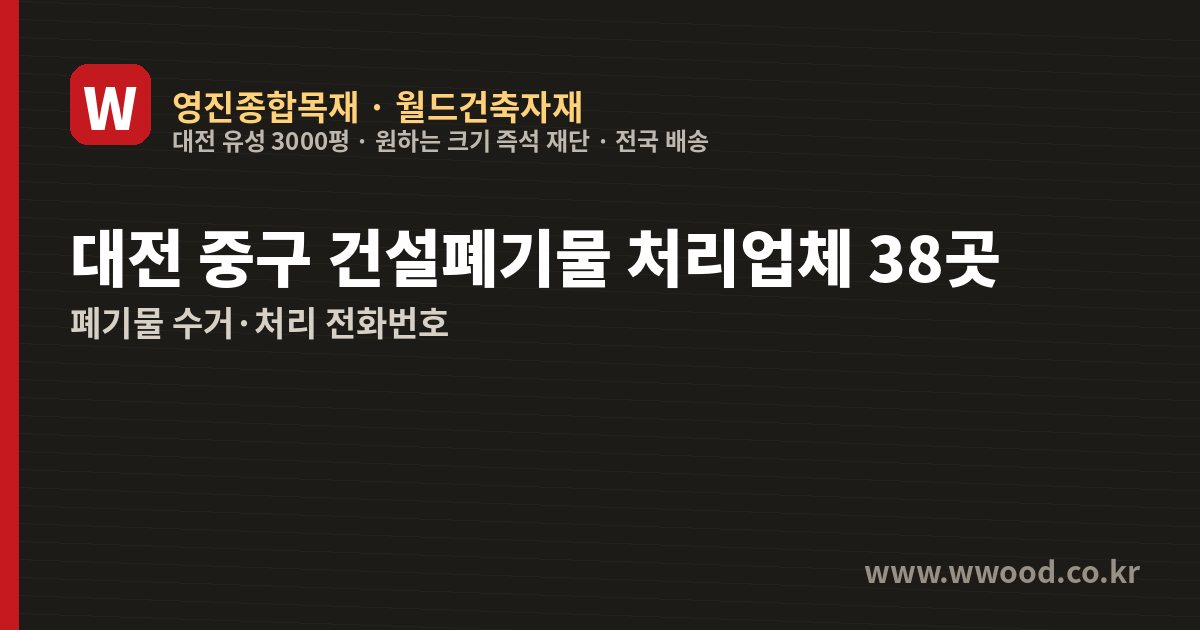 W
영진종합목재 · 월드건축자재
대전 유성 3000평 · 원하는 크기 즉석 재단 · 전국 배송
대전 중구 건설폐기물 처리업체 38곳
폐기물 수거·처리 전화번호
www.wwood.co.kr